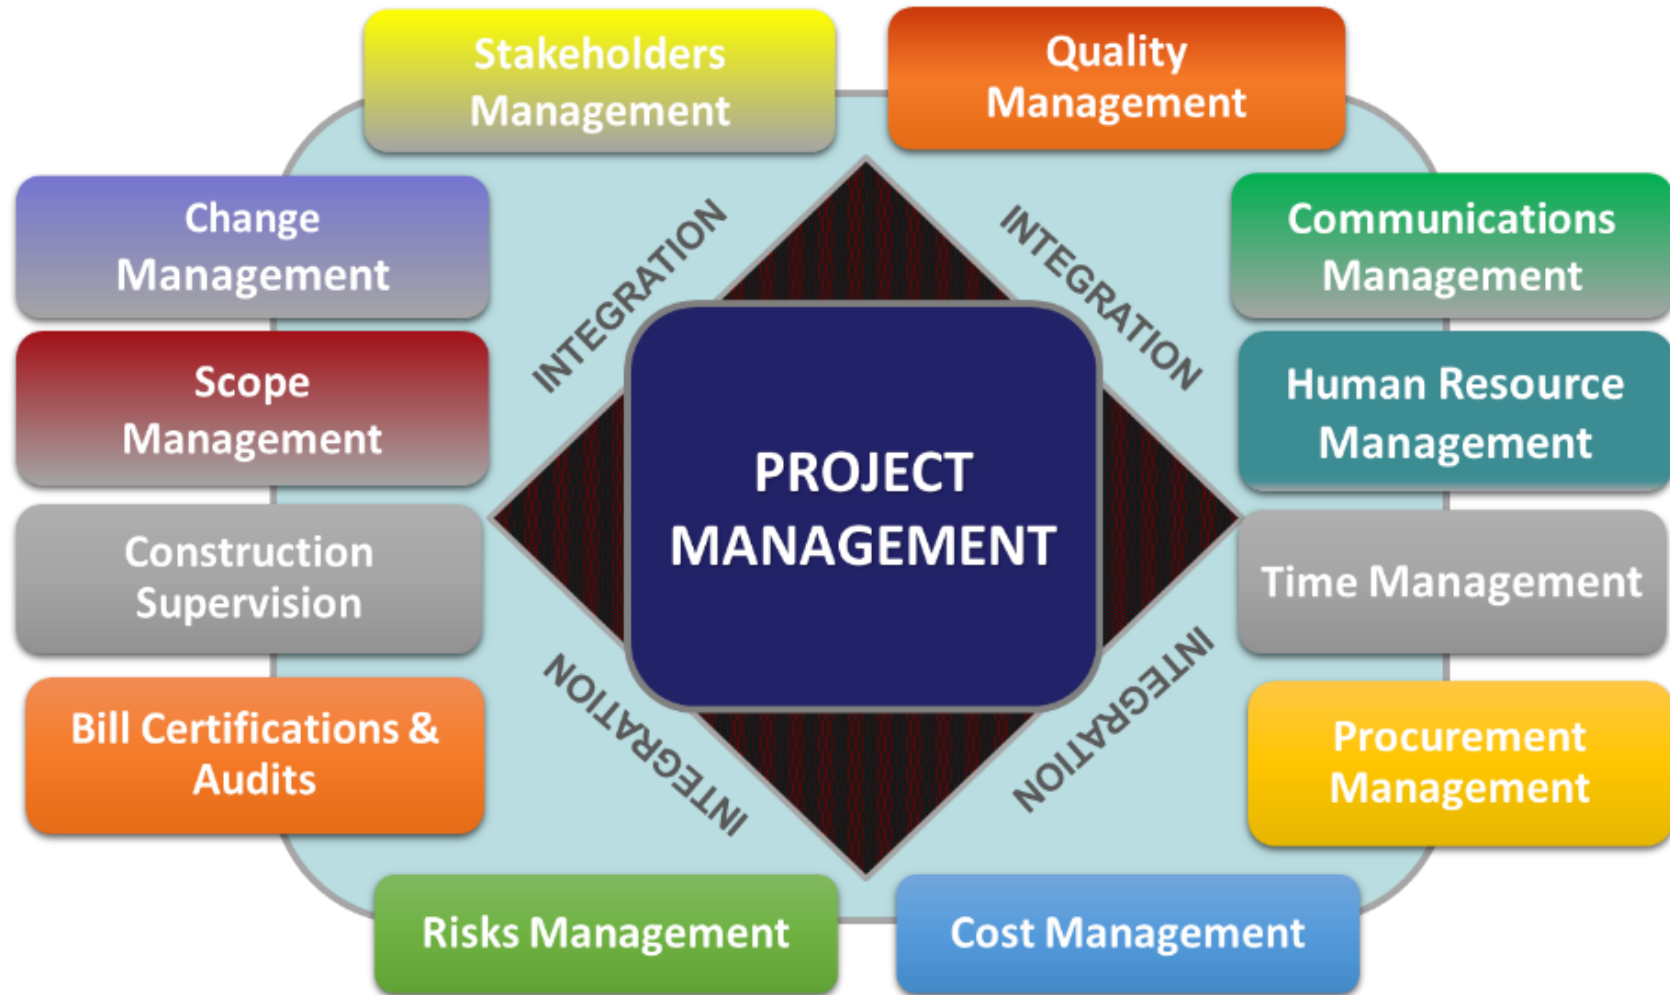 Stakeholders
Management
Quality
Management
Change
Management
Communications
Management
INTEGRATION
INTEGRATION
Scope
Management
Human Resource
Management
PROJECT
MANAGEMENT
Construction
Supervision
Time Management
INTEGRATION
INTEGRATION
Bill Certifications &
Audits
Procurement
Management
Risks Management
Cost Management